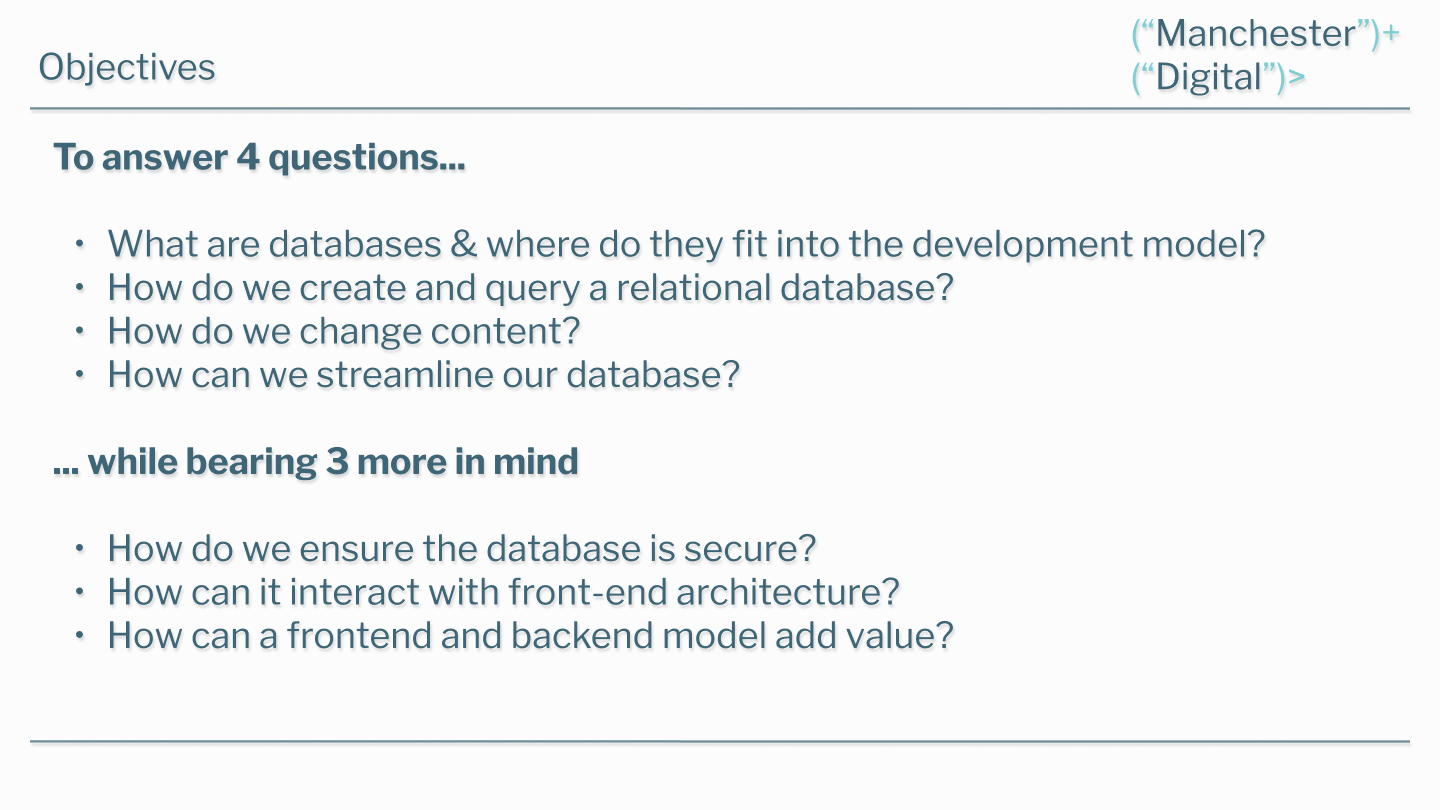 Objectives
(“Manchester”)+
(“Digital”)>
To answer 4 questions...
• What are databases & where do they fit into the development model?
• How do we create and query a relational database?
• How do we change content?
• How can we streamline our database?
... while bearing 3 more in mind
• How do we ensure the database is secure?
• How can it interact with front-end architecture?
• How can a frontend and backend model add value?